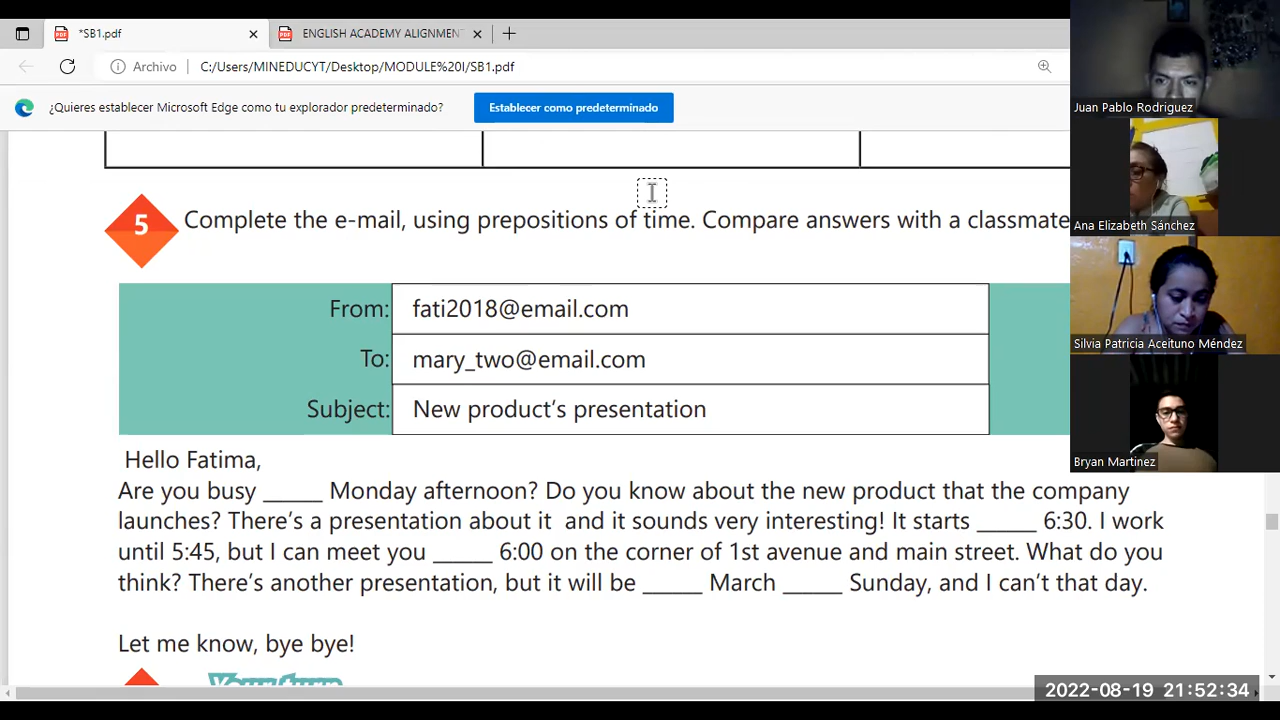 *SB1.pdf
ENGLISH ACADEMY ALIGNMENT
Archivo
C:/Users/MINEDUCYT/Desktop/MODULE%20I/SB1.pdf
¿Quieres establecer Microsoft Edge como tu explorador predeterminado?
Establecer como predeterminado
5
Complete the e-mail, using prepositions of time. Compare answers with a classmate
From: fati2018@email.com
To: mary_two@email.com
Subject: New product's presentation
Hello Fatima,
Are you busy _____ Monday afternoon? Do you know about the new product that the company
launches? There's a presentation about it and it sounds very interesting! It starts _____ 6:30. I work
until 5:45, but I can meet you _____ 6:00 on the corner of 1st avenue and main street. What do you
think? There's another presentation, but it will be _____ March _____ Sunday, and I can't that day.
Let me know, bye bye!
Your turn
Juan Pablo Rodriguez
Ana Elizabeth Sánchez
Silvia Patricia Aceituno Méndez
Bryan Martinez
2022-08-19 21:52:34